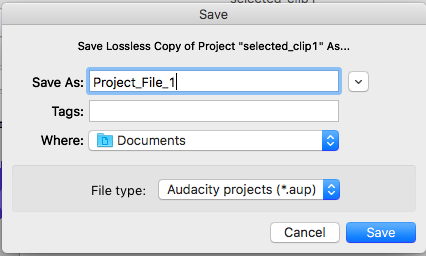 Save
Save Lossless Copy of Project "selected_clip1" As...
Save As: Project_File_1
Tags:
Where: Documents
File type: Audacity projects (*.aup)
Cancel Save